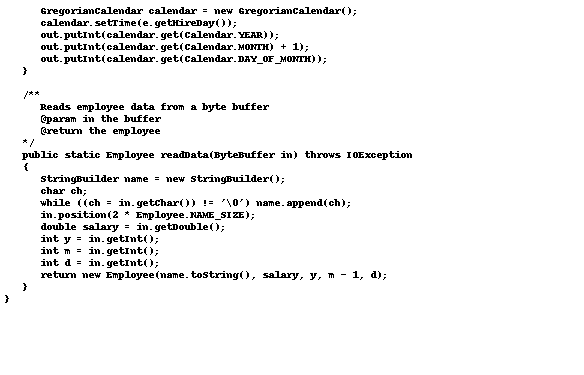 GregorianCalendar calendar = new GregorianCalendar();
calendar.setTime(e.getHireDay());
out.putInt(calendar.get(Calendar.YEAR));
out.putInt(calendar.get(Calendar.MONTH) + 1);
out.putInt(calendar.get(Calendar.DAY_OF_MONTH));
}
/**
Reads employee data from a byte buffer
@param in the buffer
@return the employee
*/
public static Employee readData(ByteBuffer in) throws IOException
{
StringBuilder name = new StringBuilder();
char ch;
while ((ch = in.getChar()) != '\0') name.append(ch);
in.position(2 * Employee.NAME_SIZE);
double salary = in.getDouble();
int y = in.getInt();
int m = in.getInt();
int d = in.getInt();
return new Employee(name.toString(), salary, y, m - 1, d);
}
}